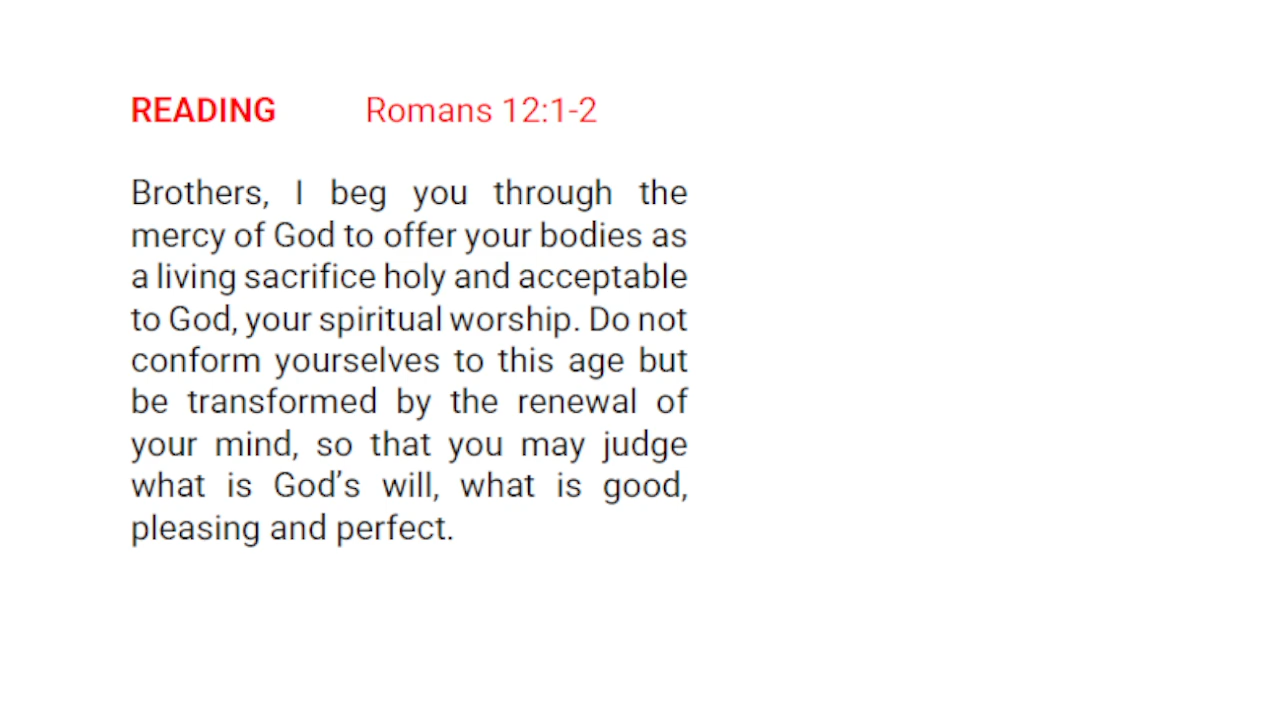 READING Romans 12:1-2
Brothers, I beg you through the
mercy of God to offer your bodies as
a living sacrifice holy and acceptable
to God, your spiritual worship. Do not
conform yourselves to this age but
be transformed by the renewal of
your mind, so that you may judge
what is God’s will, what is good,
pleasing and perfect.